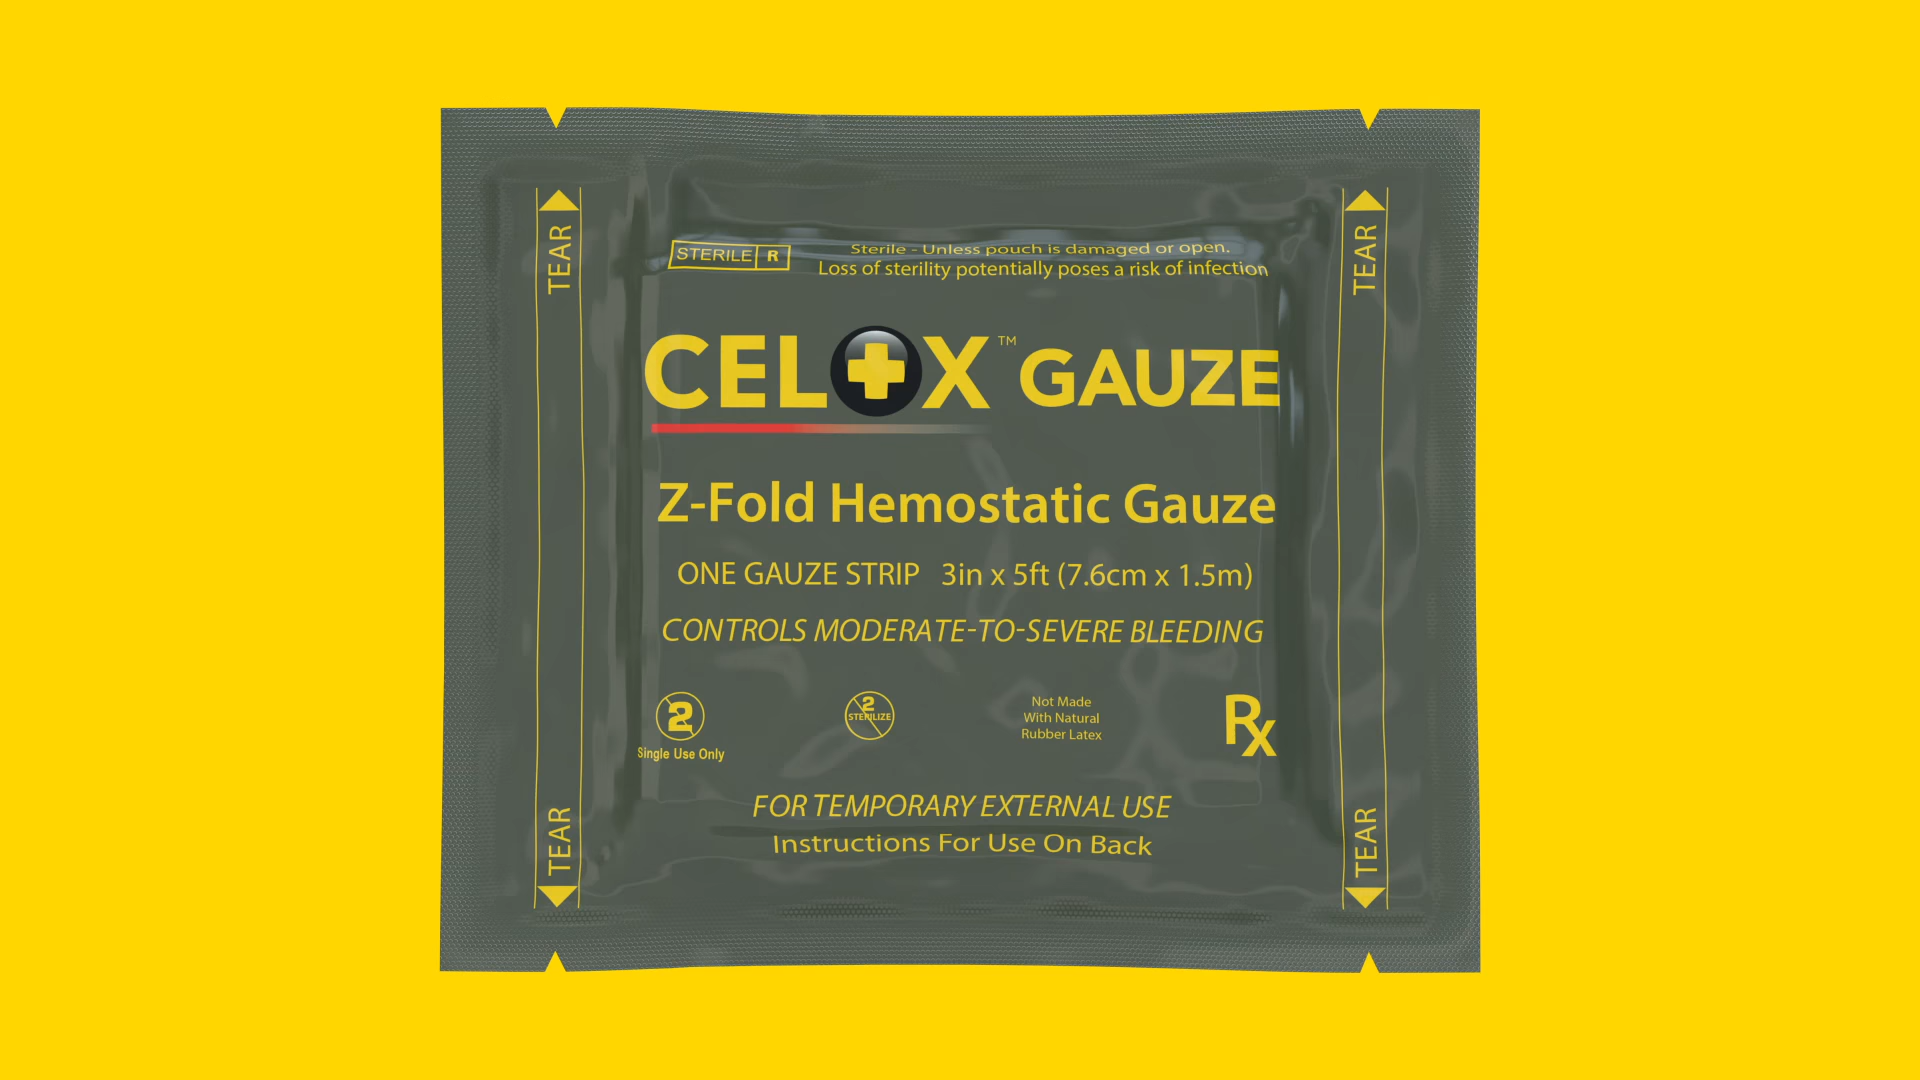 TEAR
TEAR
STERILE R
Sterile - Unless pouch is damaged or open.
Loss of sterility potentially poses a risk of infection
CELOX™ GAUZE
Z-Fold Hemostatic Gauze
ONE GAUZE STRIP 3in x 5ft (7.6cm x 1.5m)
CONTROLS MODERATE-TO-SEVERE BLEEDING
2
Single Use Only
2
STERILIZE
Not Made
With Natural
Rubber Latex
Rx
FOR TEMPORARY EXTERNAL USE
Instructions For Use On Back
TEAR
TEAR